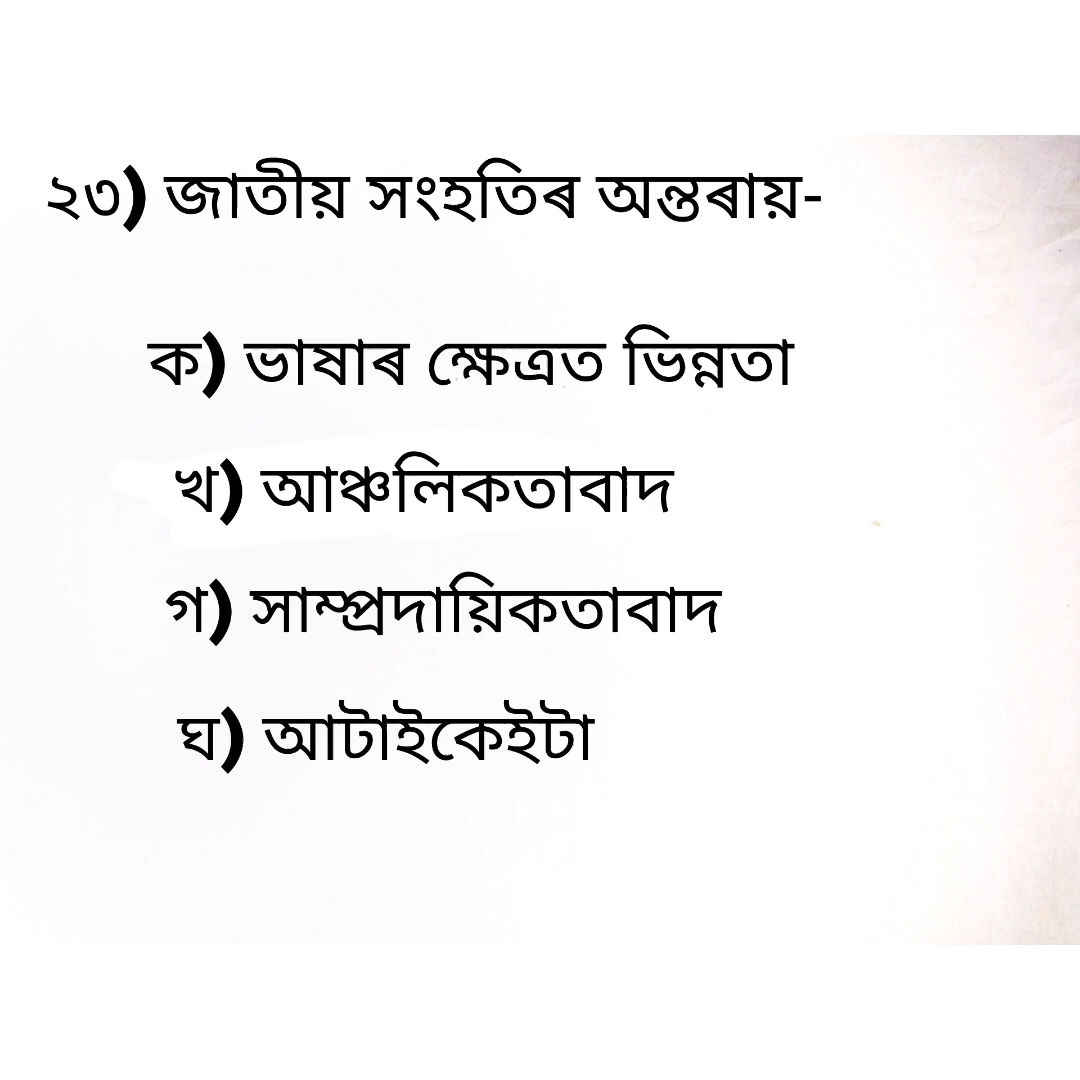 ২৩) জাতীয় সংহতিৰ অন্তৰায়-
ক) ভাষাৰ ক্ষেত্ৰত ভিন্নতা
খ) আঞ্চলিকতাবাদ
গ) সাম্প্ৰদায়িকতাবাদ
ঘ) আটাইকেইটা